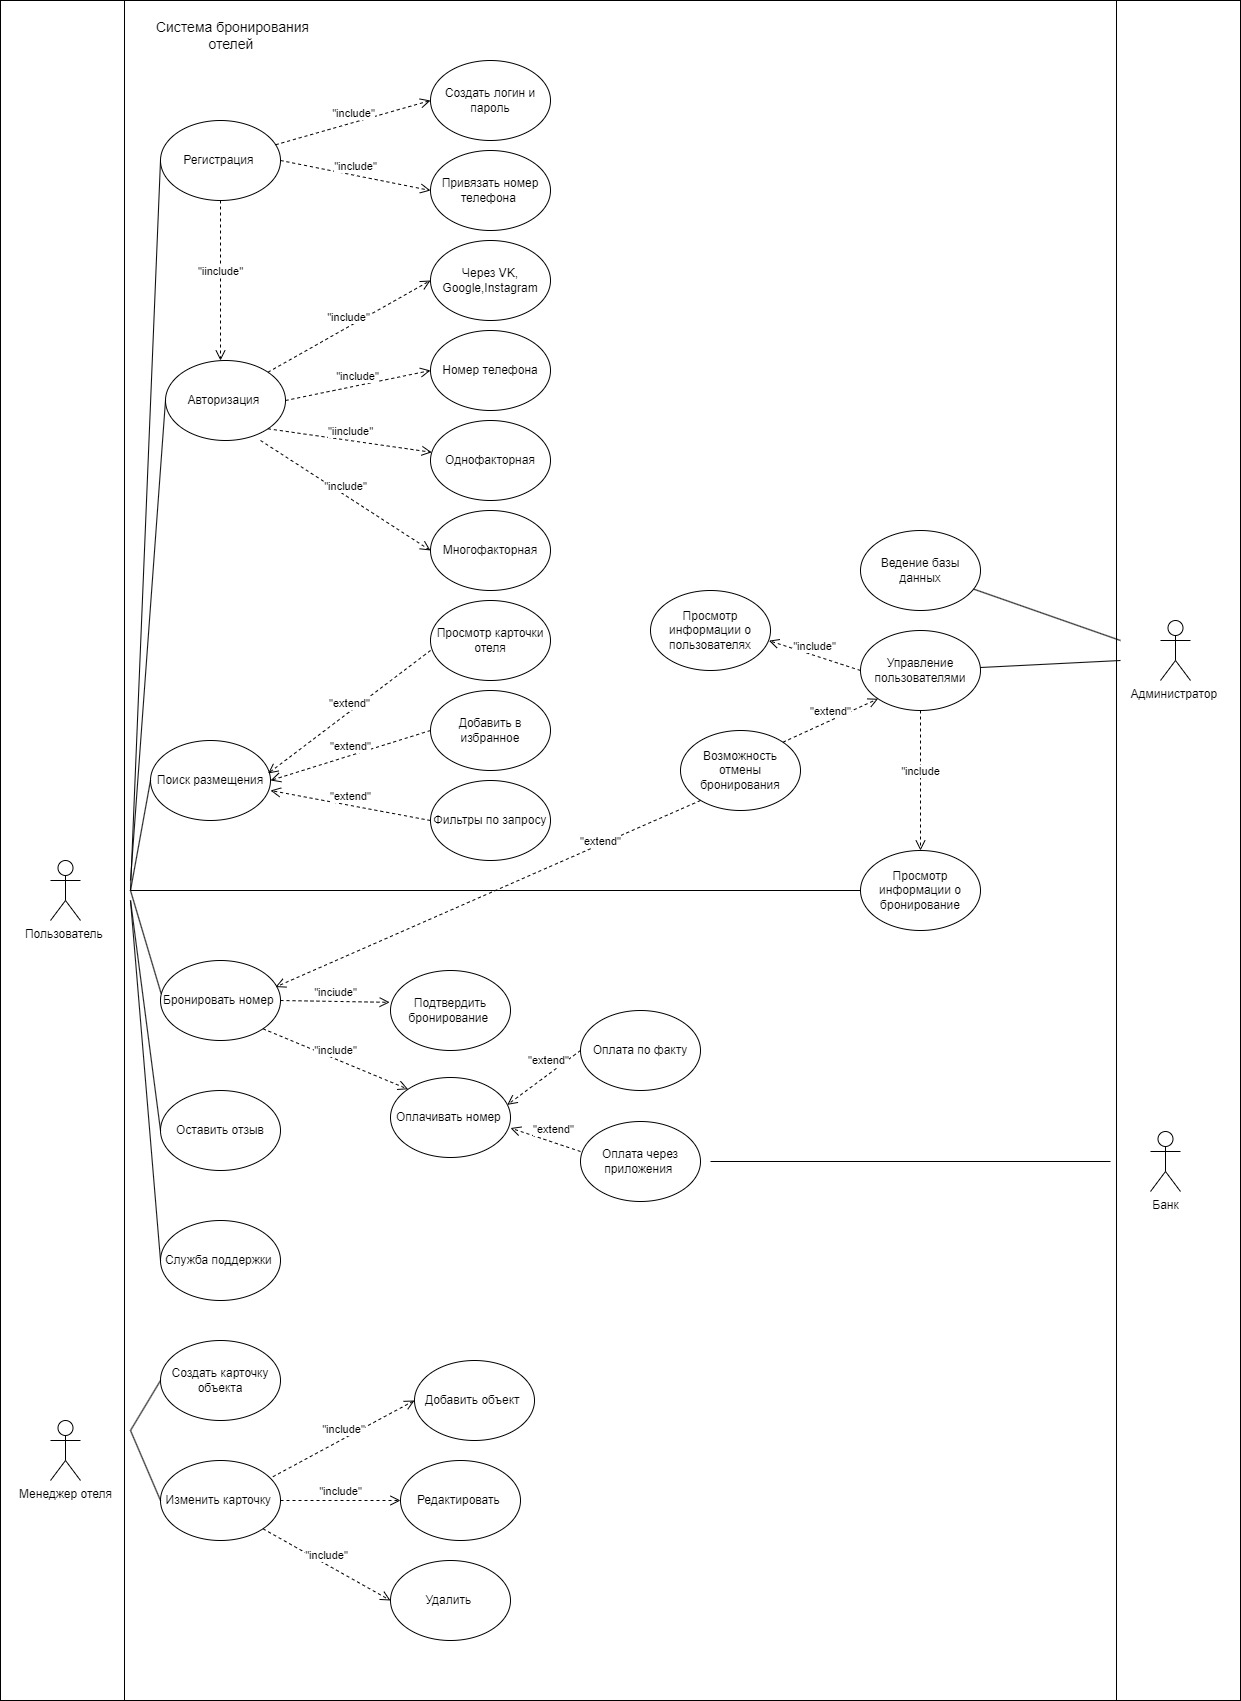 Система бронирования
отелей
Создать логин и
пароль
"include"
Регистрация
"include"
Привязать номер
телефона
"iinclude"
Через VK,
Google,Instagram
"include"
Номер телефона
"include"
Авторизация
"iinclude"
Однофакторная
"include"
Многофакторная
Ведение базы
данных
Просмотр
информации о
пользователях
"include"
Управление
пользователями
Администратор
Просмотр карточки
отеля
"extend"
"extend"
Добавить в
избранное
"extend"
Поиск размещения
"extend"
Фильтры по запросу
Возможность
отмены
бронирования
"include
"extend"
Просмотр
информации о
бронирование
Пользователь
Бронировать номер
"inciude"
Подтвердить
бронирование
"include"
Оплата по факту
"extend"
Оплачивать номер
"extend"
Оплата через
приложения
Оставить отзыв
Банк
Служба поддержки
Создать карточку
объекта
Добавить объект
"include"
Менеджер отеля
Изменить карточку
"include"
Редактировать
"include"
Удалить